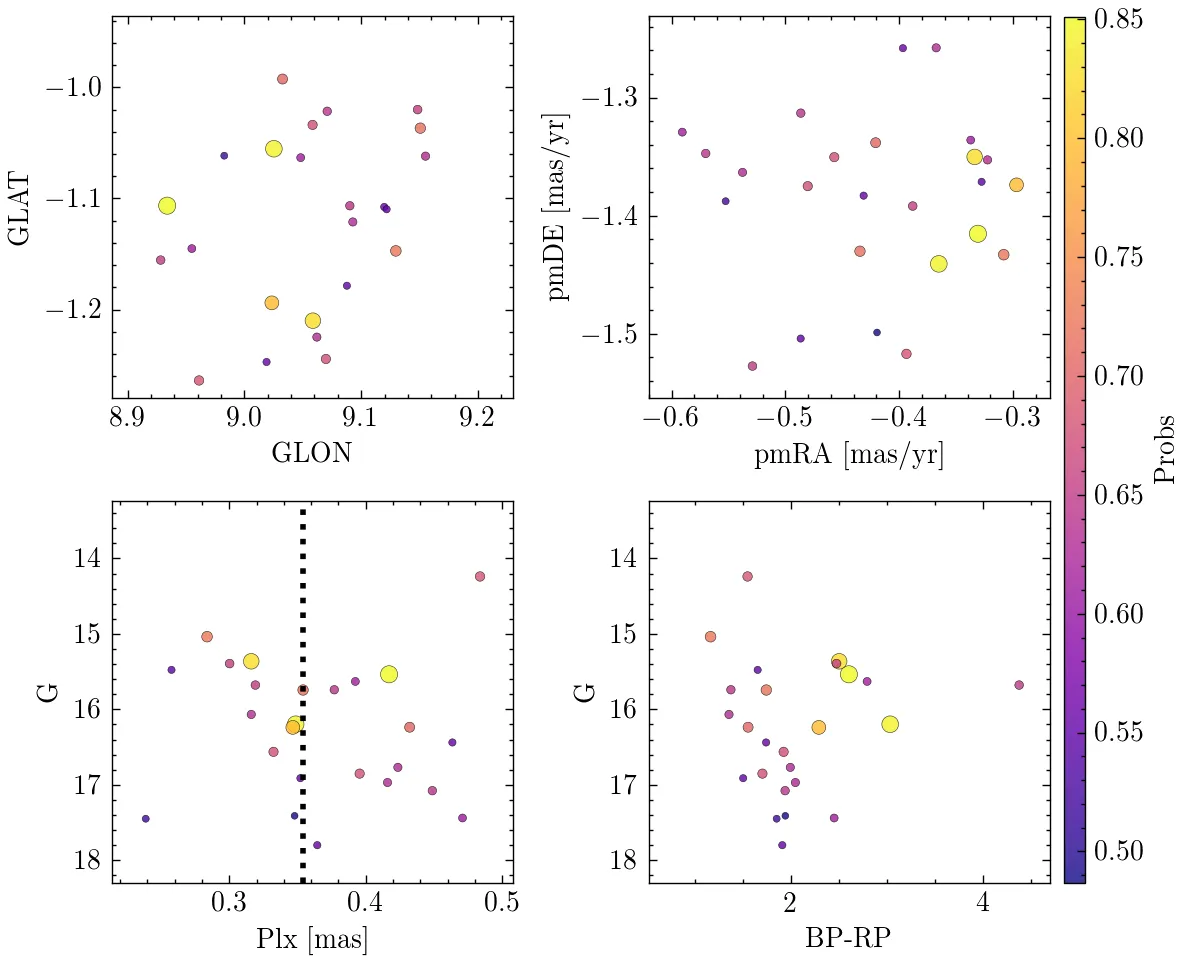 −1.0
−1.1
−1.2
GLAT
8.9 9.0 9.1 9.2
GLON
−1.3
−1.4
−1.5
pmDE [mas/yr]
−0.6 −0.5 −0.4 −0.3
pmRA [mas/yr]
0.85
0.80
0.75
0.70
0.65
0.60
0.55
0.50
Probs
14
15
16
17
18
G
0.3 0.4 0.5
Plx [mas]
14
15
16
17
18
G
2 4
BP-RP